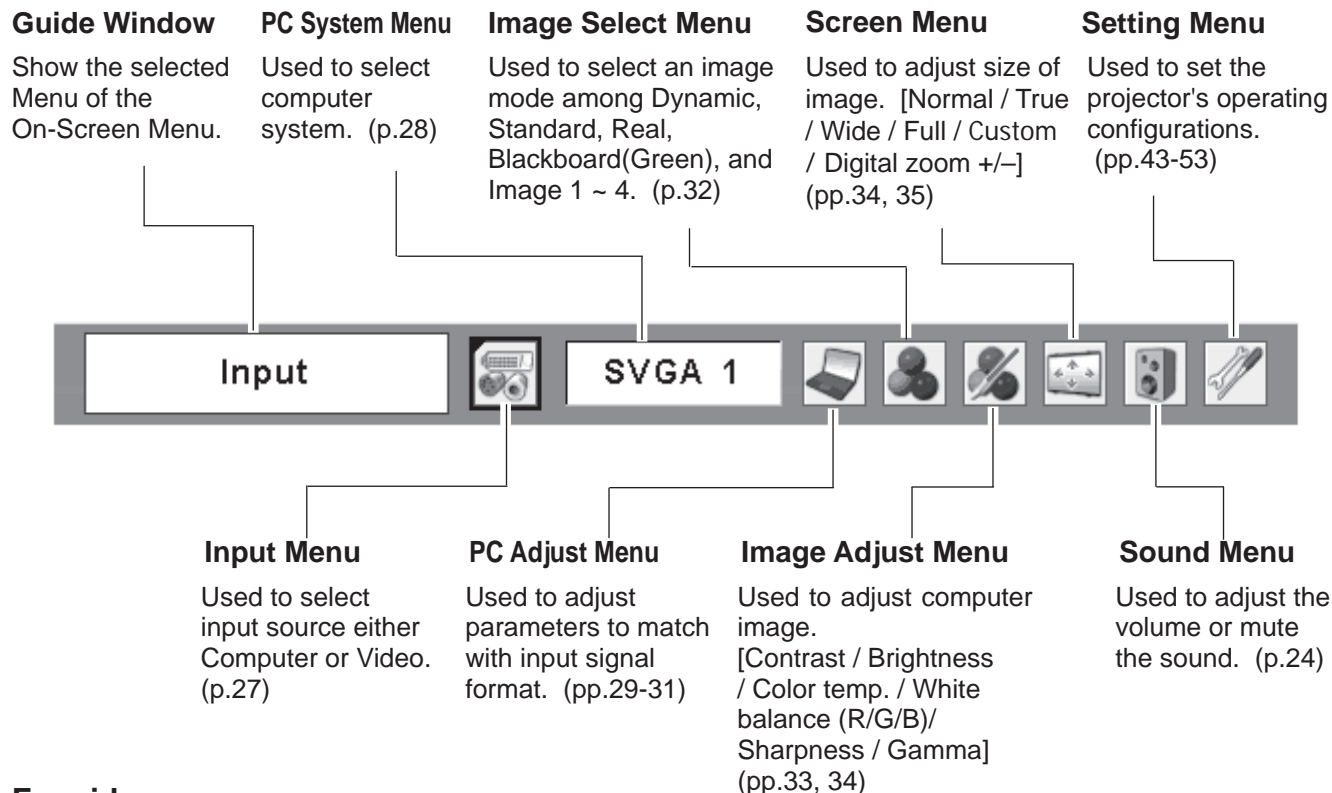 Guide Window
Show the selected
Menu of the
On-Screen Menu.
PC System Menu
Used to select
computer
system. (p.28)
Image Select Menu
Used to select an image
mode among Dynamic,
Standard, Real,
Blackboard(Green), and
Image 1 ~ 4. (p.32)
Screen Menu
Used to adjust size of
image. [Normal / True
/ Wide / Full / Custom
/ Digital zoom +/–]
(pp.34, 35)
Setting Menu
Used to set the
projector's operating
configurations.
(pp.43-53)
Input
SVGA 1
Input Menu
Used to select
input source either
Computer or Video.
(p.27)
PC Adjust Menu
Used to adjust
parameters to match
with input signal
format. (pp.29-31)
Image Adjust Menu
Used to adjust computer
image.
[Contrast / Brightness
/ Color temp. / White
balance (R/G/B)/
Sharpness / Gamma]
(pp.33, 34)
Sound Menu
Used to adjust the
volume or mute
the sound. (p.24)